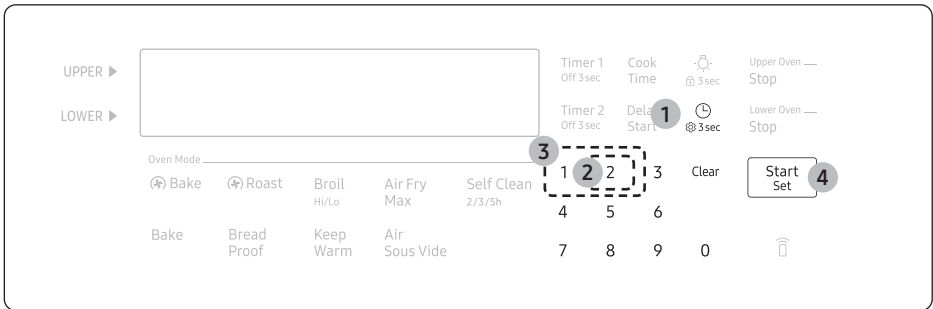 UPPER ▶
LOWER ▶
Timer 1
Off 3 sec
Cook
Time
3 sec
Upper Oven
Stop
Timer 2
Off 3 sec
Dela
Start
1
3 sec
Lower Oven
Stop
Oven Mode
Bake
Roast
Broil
Hi/Lo
Air Fry
Max
Self Clean
2/3/5h
3
1
2
2
3
Clear
Start
Set
4
4
5
6
Bake
Bread
Proof
Keep
Warm
Air
Sous Vide
7
8
9
0